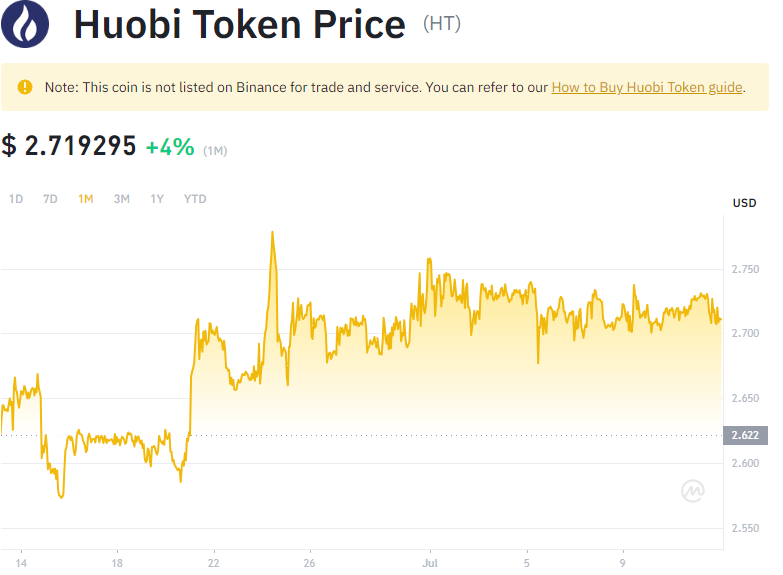 Huobi Token Price (HT)
Note: This coin is not listed on Binance for trade and service. You can refer to our How to Buy Huobi Token guide.
$ 2.719295 +4% (1M)
1D 7D 1M 3M 1Y YTD
USD
2.750
2.700
2.650
2.622
2.600
2.550
14 18 22 26 Jul 5 9